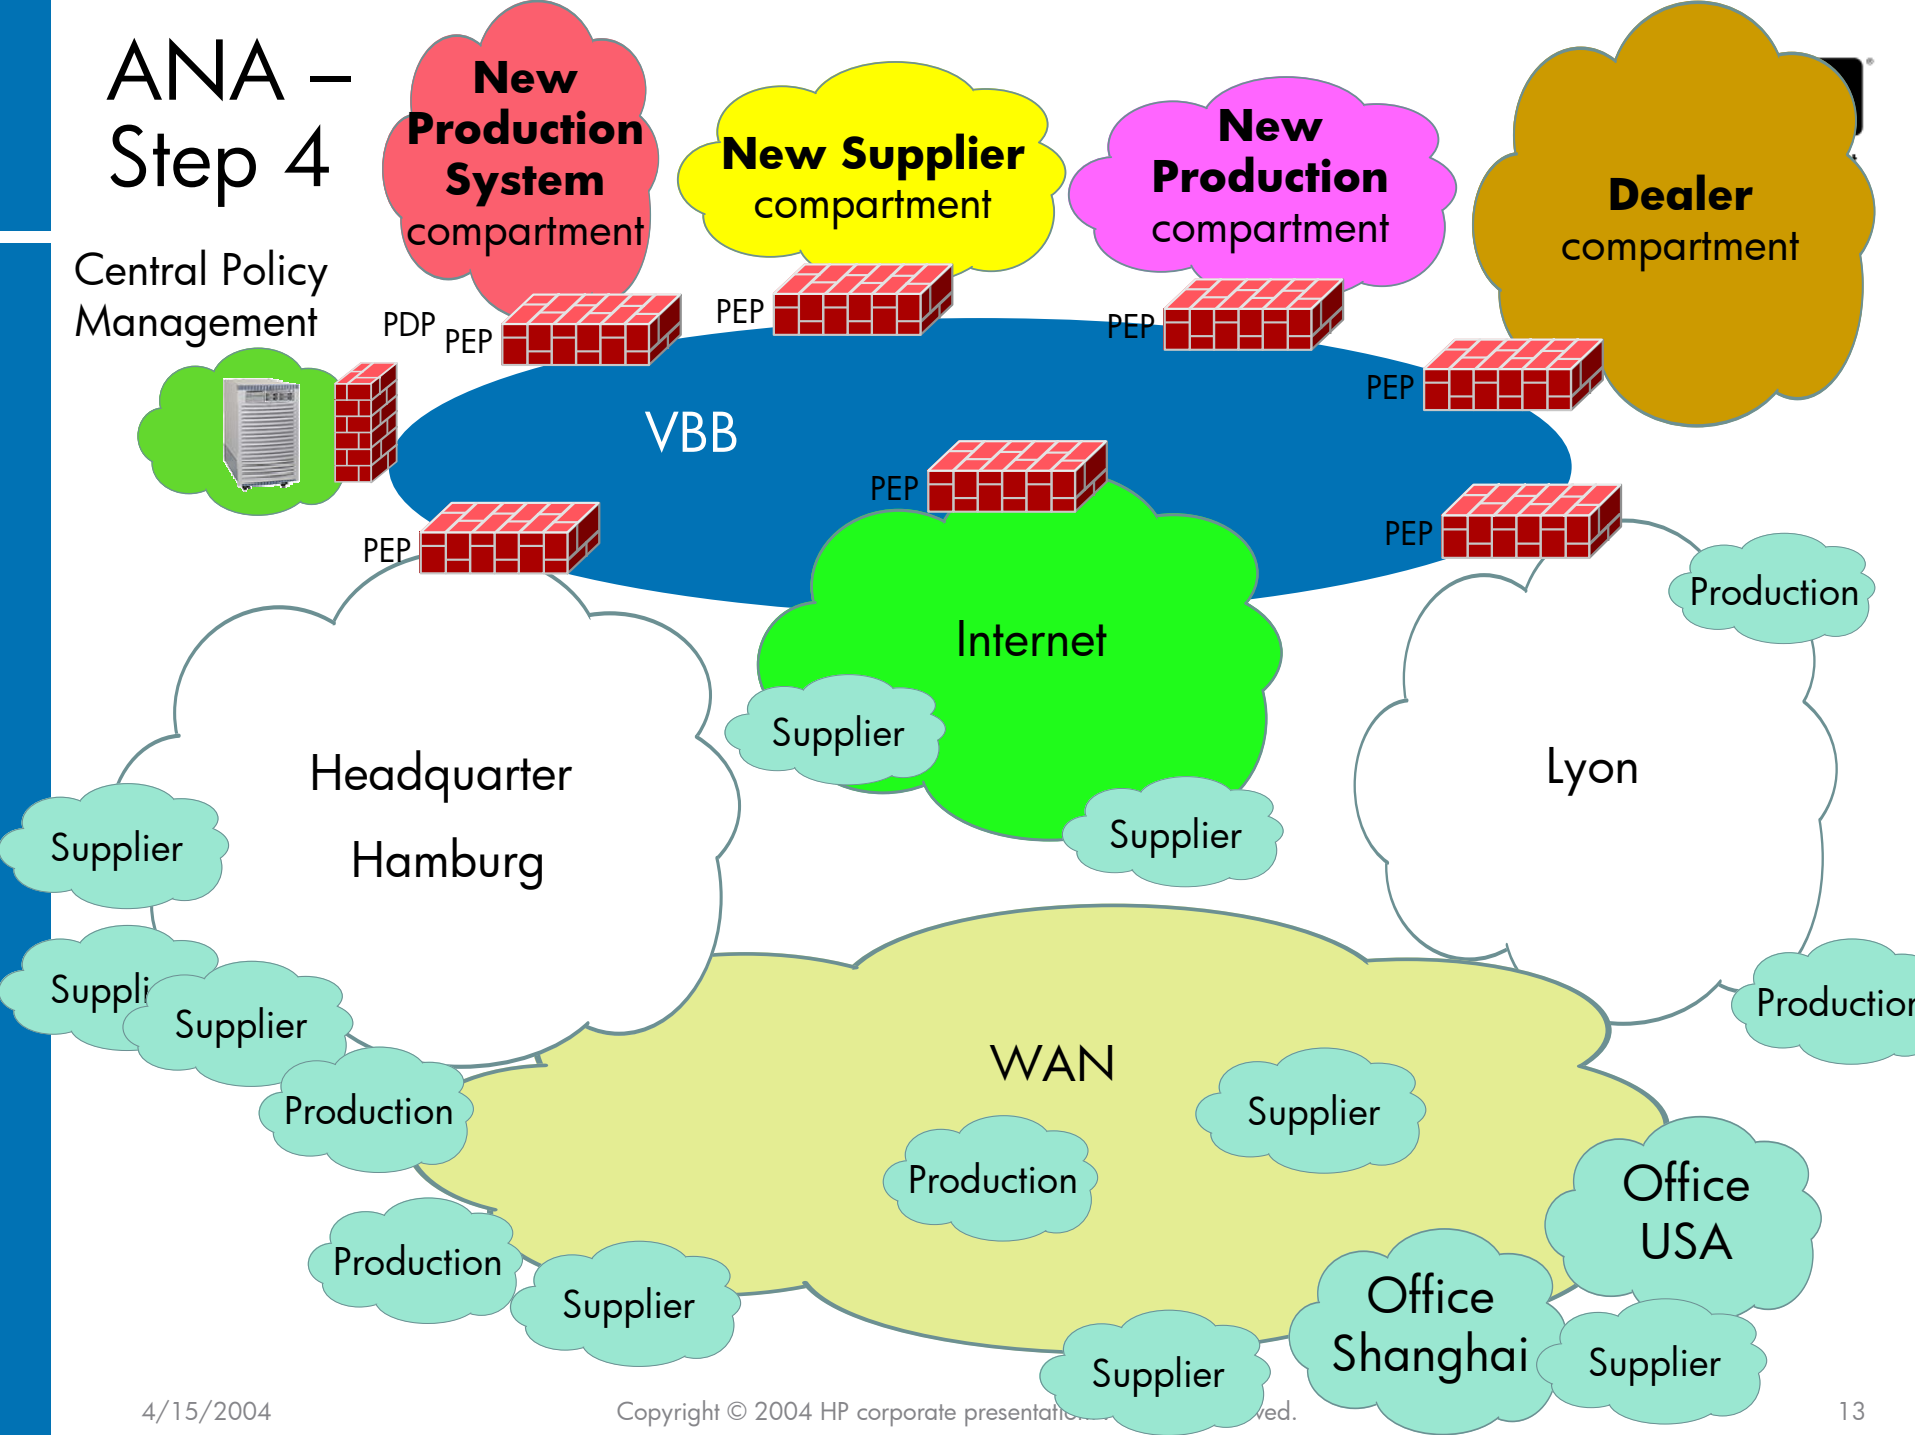 ANA –
Step 4
New
Production
System
compartment
New Supplier
compartment
New
Production
compartment
Dealer
compartment
Central Policy
Management
PDP
PEP
PEP
PEP
PEP
VBB
PEP
PEP
PEP
Production
Internet
Supplier
Headquarter
Hamburg
Lyon
Supplier
Supplier
Suppli
Supplier
Production
WAN
Production
Supplier
Production
Office
USA
Production
Supplier
Office
Shanghai
Supplier
Supplier
4/15/2004
Copyright © 2004 HP corporate presentation. ved.
13